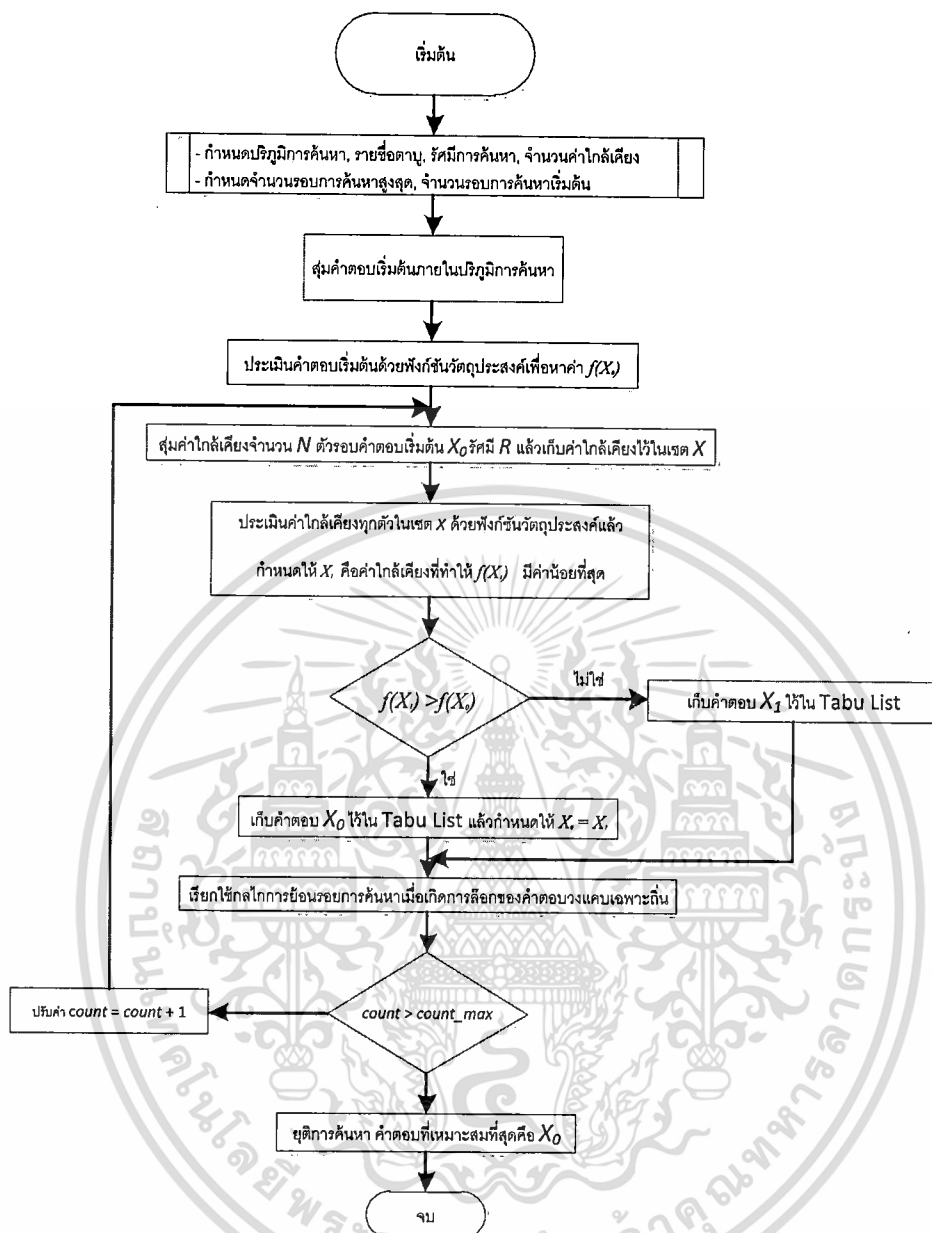 เริ่มต้น
- กำหนดปริภูมิการค้นหา, รายชื่อตาบู, รัศมีการค้นหา, จำนวนค่าใกล้เคียง
- กำหนดจำนวนรอบการค้นหาสูงสุด, จำนวนรอบการค้นหาเริ่มต้น
สุ่มคำตอบเริ่มต้นภายในปริภูมิการค้นหา
ประเมินคำตอบเริ่มต้นด้วยฟังก์ชันวัตถุประสงค์เพื่อหาค่า f(X₀)
สุ่มค่าใกล้เคียงจำนวน N ตัวรอบคำตอบเริ่มต้น X₀ รัศมี R แล้วเก็บค่าใกล้เคียงไว้ในเซต X
ประเมินค่าใกล้เคียงทุกตัวในเซต X ด้วยฟังก์ชันวัตถุประสงค์แล้ว
กำหนดให้ X₁ คือค่าใกล้เคียงที่ทำให้ f(X₁) มีค่าน้อยที่สุด
f(X₁) >f(X₀)
ไม่ใช่
เก็บคำตอบ X₁ ไว้ใน Tabu List
ใช่
เก็บคำตอบ X₀ ไว้ใน Tabu List แล้วกำหนดให้ X₀ = X₁
เรียกใช้กลไกการย้อนรอยการค้นหาเมื่อเกิดการล๊อกของคำตอบวงแคบเฉพาะถิ่น
count > count_max
ปรับค่า count = count + 1
ยุติการค้นหา คำตอบที่เหมาะสมที่สุดคือ X₀
จบ